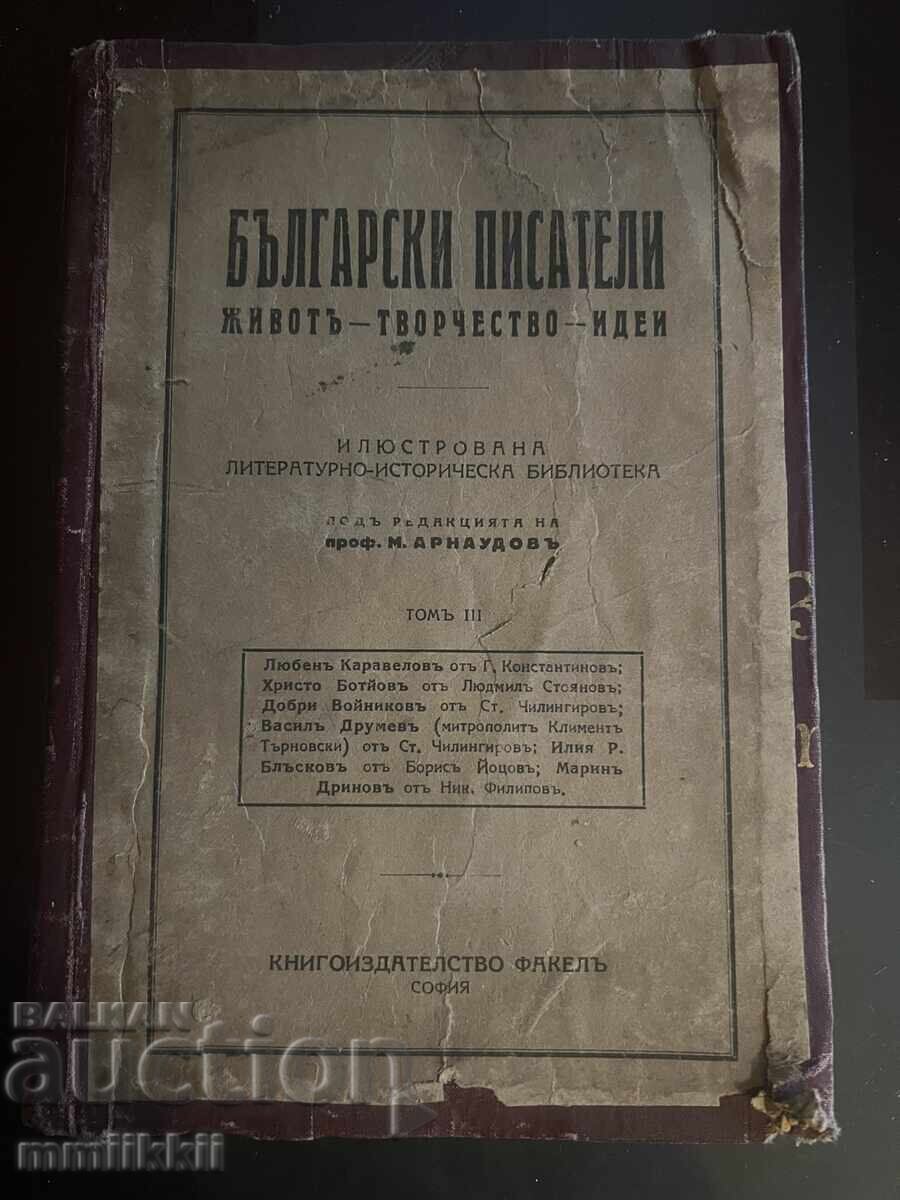 БЪЛГАРСКИ ПИСАТЕЛИ
ЖИВОТЪ — ТВОРЧЕСТВО — ИДЕИ
ИЛЮСТРОВАНА
ЛИТЕРАТУРНО-ИСТОРИЧЕСКА БИБЛИОТЕКА
ПОДЪ РЕДАКЦИЯТА НА
проф. М. АРНАУДОВЪ
ТОМЪ III
Любенъ Каравеловъ отъ Г. Константиновъ;
Христо Ботйовъ отъ Людмилъ Стояновъ;
Добри Войниковъ отъ Ст. Чилингировъ;
Василъ Друмевъ (митрополитъ Климентъ
Търновски) отъ Ст. Чилингировъ; Илия Р.
Блъсковъ отъ Борисъ Йоцовъ; Маринъ
Дриновъ отъ Ник. Филиповъ.
КНИГОИЗДАТЕЛСТВО ФАКЕЛЪ
СОФИЯ
BALKAN
auction
mmiikkii